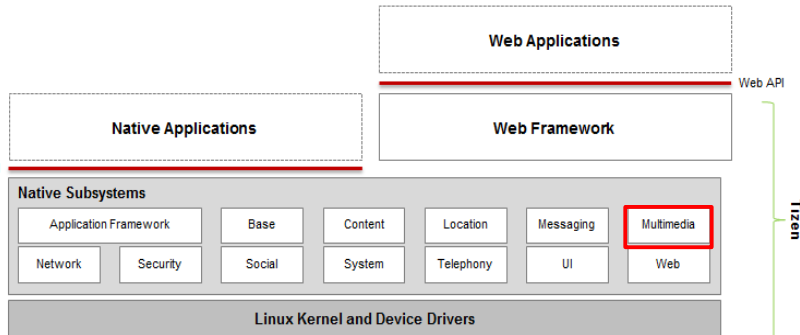 Web Applications
Web API
Native Applications
Web Framework
Native Subsystems
Application Framework Base Content Location Messaging Multimedia
Network Security Social System Telephony UI Web
Linux Kernel and Device Drivers
Tizen